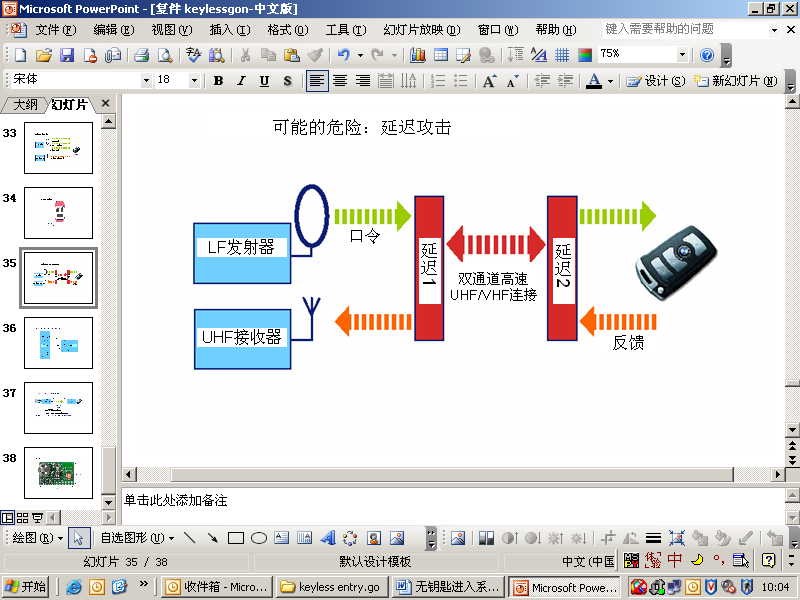 Microsoft PowerPoint - [复件 keylessgon-中文版]
文件(F) 编辑(E) 视图(V) 插入(I) 格式(O) 工具(T) 幻灯片放映(D) 窗口(W) 帮助(H) 键入需要帮助的问题
75%
宋体 18 B I U S A A A 设计(S) 新幻灯片(N)
大纲 幻灯片
33
34
35
36
37
38
可能的危险：延迟攻击
LF发射器
口令
延迟1
双通道高速
UHF/VHF连接
延迟2
UHF接收器
反馈
单击此处添加备注
绘图(R) 自选图形(U)
幻灯片 35 / 38 默认设计模板 中文(中国 中
开始 收件箱 - Micro... keyless entry.go 无钥匙进入系... Microsoft Powe... 10:04